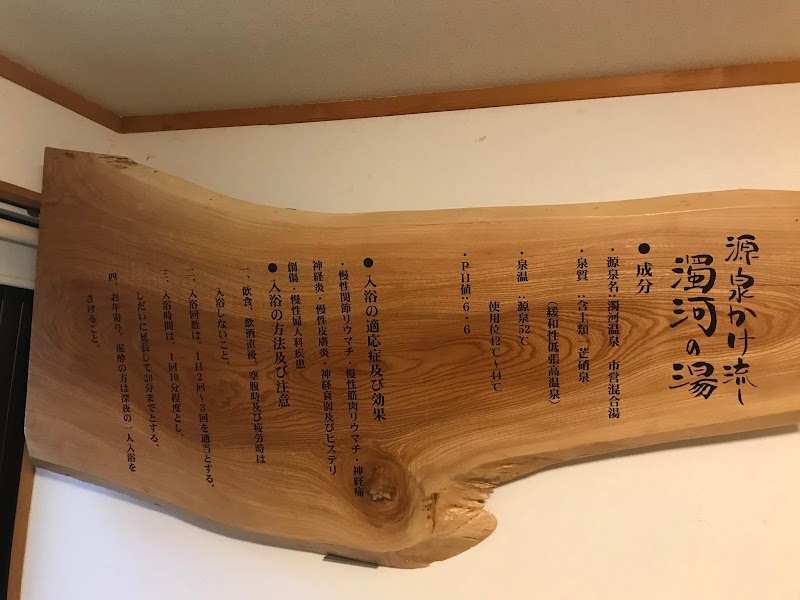 源泉かけ流し
濁河の湯
●成分
・源泉名：濁河温泉　市営混合湯
・泉質　：含土類－芒硝泉
（緩和性低張高温泉）
・泉温　：源泉52℃
使用位42℃～44℃
・PH値：6・6
●入浴の適応症及び効果
・慢性関節リウマチ・慢性筋肉リウマチ・神経痛
神経炎・慢性皮膚炎・神経衰弱及びヒステリ
創傷・慢性婦人科疾患
●入浴の方法及び注意
一、飲食、飲酒直後、空腹時及び疲労時は
入浴しないこと。
二、入浴回数は、1日2回～3回を適当とする。
三、入浴時間は、1回10分程度とし、
しだいに延長して20分までとする。
四、お年寄り、泥酔の方は深夜の一人入浴を
さけること。